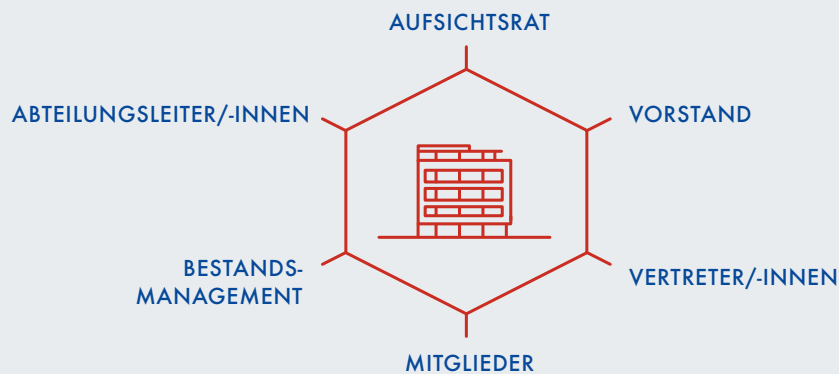 AUFSICHTSRAT
ABTEILUNGSLEITER/-INNEN
VORSTAND
BESTANDS-
MANAGEMENT
VERTRETER/-INNEN
MITGLIEDER